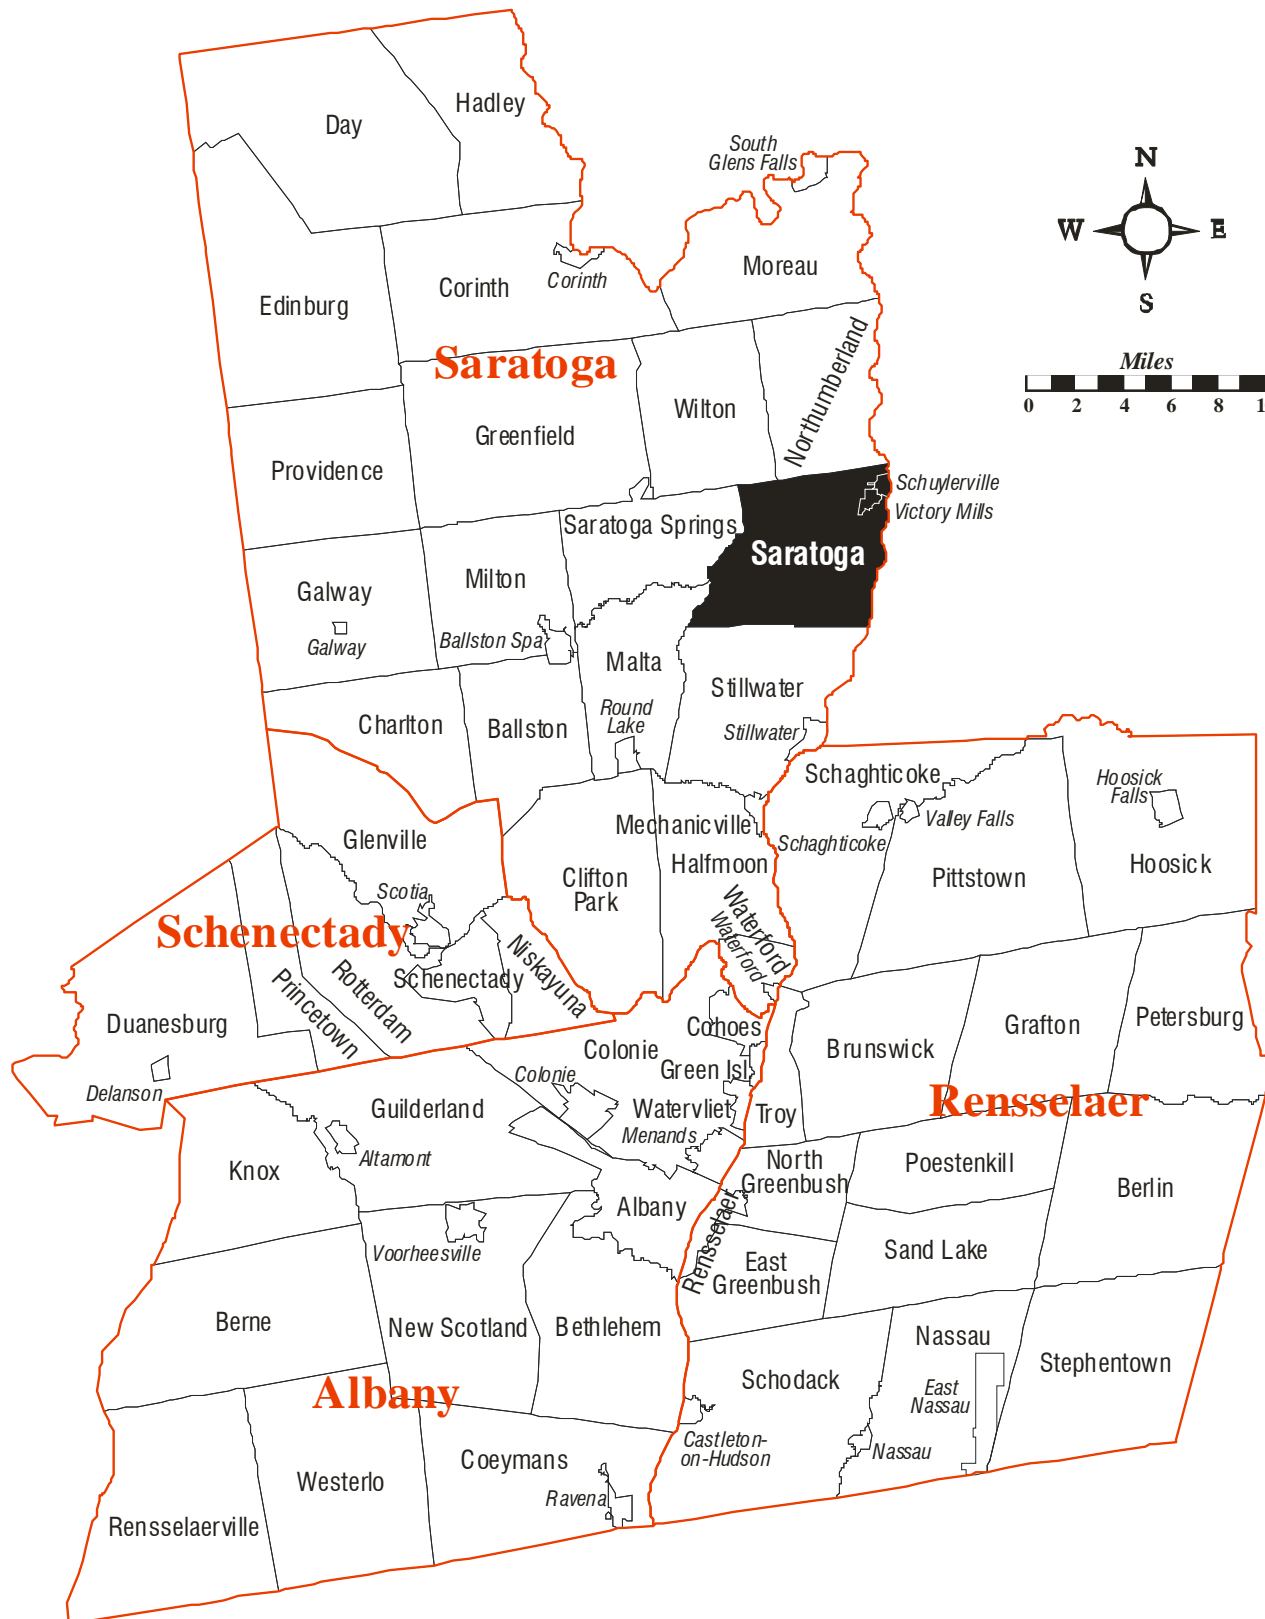 Hadley
Day
South
Glens Falls
N
W
E
S
Moreau
Corinth
Corinth
Edinburg
Miles
0 2 4 6 8 1
Saratoga
Northumberland
Wilton
Greenfield
Providence
Schuylerville
Victory Mills
Saratoga Springs
Saratoga
Milton
Galway
Galway
Ballston Spa
Malta
Stillwater
Round
Lake
Charlton
Ballston
Stillwater
Schaghticoke
Hoosick
Falls
Mechanicville
Valley Falls
Glenville
Schaghticoke
Halfmoon
Hoosick
Clifton
Park
Pittstown
Scotia
Schenectady
Waterford
Waterford
Niskayuna
Schenectady
Rotterdam
Princetown
Duanesburg
Cohoes
Petersburg
Grafton
Brunswick
Colonie
Green Isl.
Colonie
Delanson
Rensselaer
Guilderland
Watervliet
Troy
Menands
Altamont
Knox
North
Greenbush
Poestenkill
Berlin
Albany
Rensselaer
Voorheesville
Sand Lake
East
Greenbush
Berne
New Scotland
Bethlehem
Nassau
Stephentown
Schodack
Albany
East
Nassau
Castleton-
on-Hudson
Nassau
Coeymans
Westerlo
Ravena
Rensselaerville